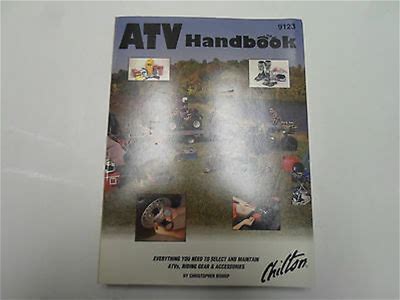 ATV Handbook
9123
EVERYTHING YOU NEED TO SELECT AND MAINTAIN
ATVs, RIDING GEAR & ACCESSORIES
BY CHRISTOPHER BISHOP
Chilton